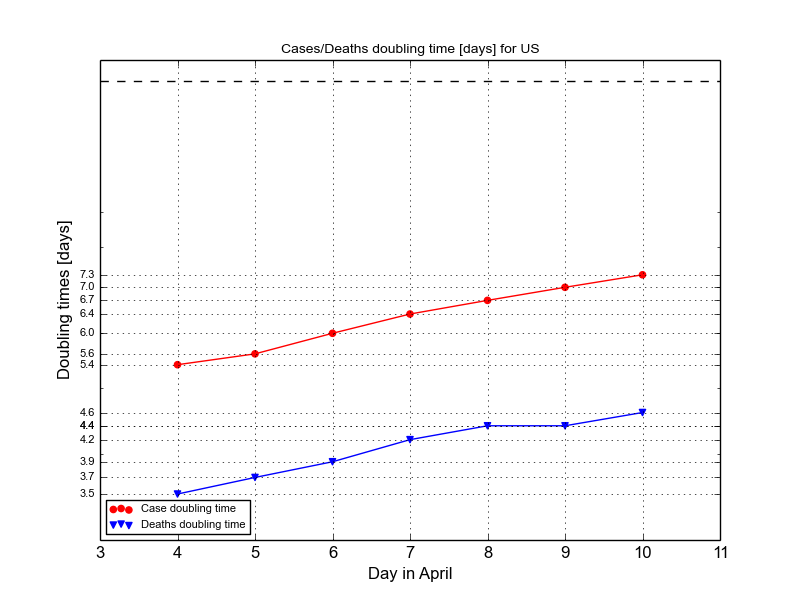 Cases/Deaths doubling time [days] for US
Doubling times [days]
7.3
7.0
6.7
6.4
6.0
5.6
5.4
4.6
4.4
4.2
3.9
3.7
3.5
Case doubling time
Deaths doubling time
3 4 5 6 7 8 9 10 11
Day in April